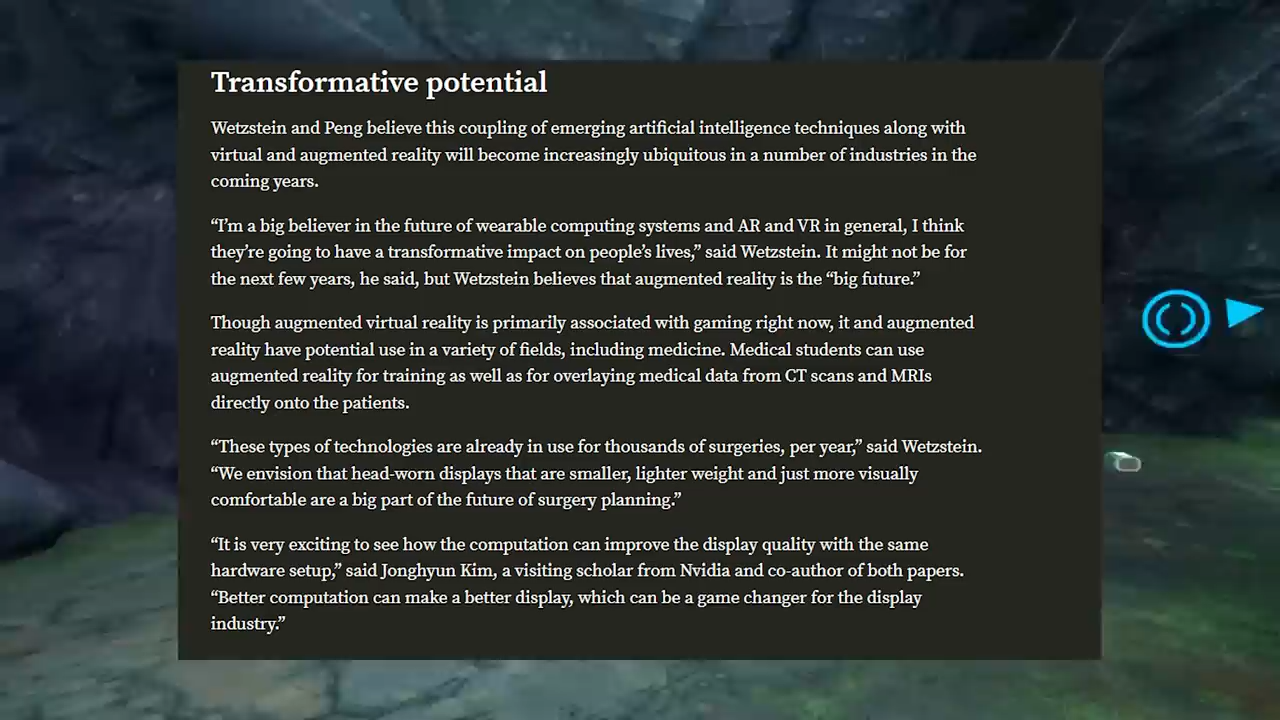 Transformative potential
Wetzstein and Peng believe this coupling of emerging artificial intelligence techniques along with
virtual and augmented reality will become increasingly ubiquitous in a number of industries in the
coming years.
“I’m a big believer in the future of wearable computing systems and AR and VR in general, I think
they’re going to have a transformative impact on people’s lives,” said Wetzstein. It might not be for
the next few years, he said, but Wetzstein believes that augmented reality is the “big future.”
Though augmented virtual reality is primarily associated with gaming right now, it and augmented
reality have potential use in a variety of fields, including medicine. Medical students can use
augmented reality for training as well as for overlaying medical data from CT scans and MRIs
directly onto the patients.
“These types of technologies are already in use for thousands of surgeries, per year,” said Wetzstein.
“We envision that head-worn displays that are smaller, lighter weight and just more visually
comfortable are a big part of the future of surgery planning.”
“It is very exciting to see how the computation can improve the display quality with the same
hardware setup,” said Jonghyun Kim, a visiting scholar from Nvidia and co-author of both papers.
“Better computation can make a better display, which can be a game changer for the display
industry.”